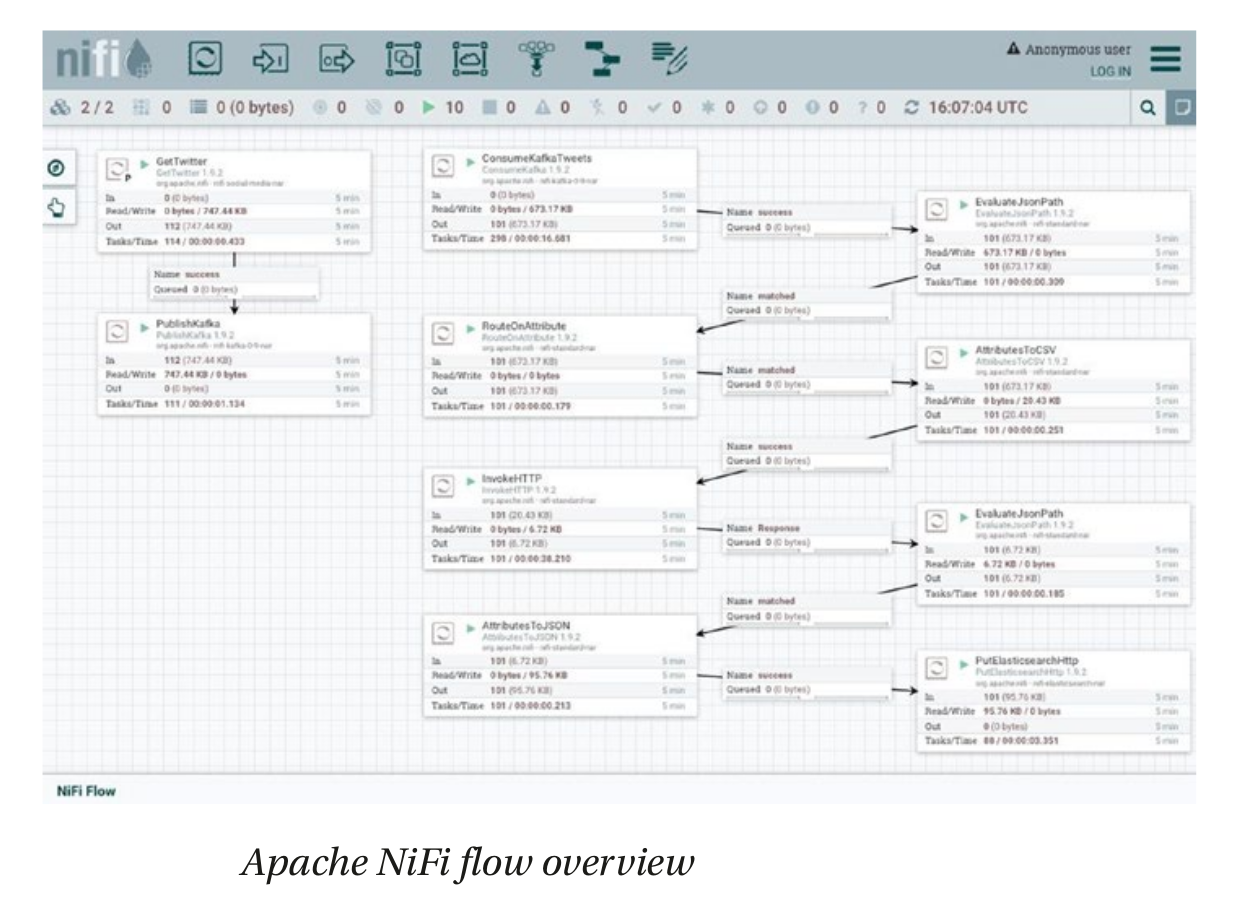 nifi
Anonymous user
LOG IN
2 / 2 0 0 (0 bytes) 0 0 10 0 0 0 0 0 0 0 ? 0 16:07:04 UTC
P
GetTwitter
GetTwitter 1.9.2
org.apache.nifi - nifi-social-media-nar
In 0 (0 bytes) 5 min
Read/Write 0 bytes / 747.44 KB 5 min
Out 112 (747.44 KB) 5 min
Tasks/Time 114 / 00:00:00.433 5 min
Name success
Queued 0 (0 bytes)
PublishKafka
PublishKafka 1.9.2
org.apache.nifi - nifi-kafka-0-9-nar
In 112 (747.44 KB) 5 min
Read/Write 747.44 KB / 0 bytes 5 min
Out 0 (0 bytes) 5 min
Tasks/Time 111 / 00:00:01.134 5 min
ConsumeKafkaTweets
ConsumeKafka 1.9.2
org.apache.nifi - nifi-kafka-0-9-nar
In 0 (0 bytes) 5 min
Read/Write 0 bytes / 673.17 KB 5 min
Out 101 (673.17 KB) 5 min
Tasks/Time 298 / 00:00:16.681 5 min
Name success
Queued 0 (0 bytes)
EvaluateJsonPath
EvaluateJsonPath 1.9.2
org.apache.nifi - nifi-standard-nar
In 101 (673.17 KB) 5 min
Read/Write 673.17 KB / 0 bytes 5 min
Out 101 (673.17 KB) 5 min
Tasks/Time 101 / 00:00:00.309 5 min
Name matched
Queued 0 (0 bytes)
RouteOnAttribute
RouteOnAttribute 1.9.2
org.apache.nifi - nifi-standard-nar
In 101 (673.17 KB) 5 min
Read/Write 0 bytes / 0 bytes 5 min
Out 101 (673.17 KB) 5 min
Tasks/Time 101 / 00:00:00.179 5 min
Name matched
Queued 0 (0 bytes)
AttributesToCSV
AttributesToCSV 1.9.2
org.apache.nifi - nifi-standard-nar
In 101 (673.17 KB) 5 min
Read/Write 0 bytes / 20.43 KB 5 min
Out 101 (20.43 KB) 5 min
Tasks/Time 101 / 00:00:00.251 5 min
Name success
Queued 0 (0 bytes)
InvokeHTTP
InvokeHTTP 1.9.2
org.apache.nifi - nifi-standard-nar
In 101 (20.43 KB) 5 min
Read/Write 0 bytes / 6.72 KB 5 min
Out 101 (6.72 KB) 5 min
Tasks/Time 101 / 00:00:38.210 5 min
Name Response
Queued 0 (0 bytes)
EvaluateJsonPath
EvaluateJsonPath 1.9.2
org.apache.nifi - nifi-standard-nar
In 101 (6.72 KB) 5 min
Read/Write 6.72 KB / 0 bytes 5 min
Out 101 (6.72 KB) 5 min
Tasks/Time 101 / 00:00:00.185 5 min
Name matched
Queued 0 (0 bytes)
AttributesToJSON
AttributesToJSON 1.9.2
org.apache.nifi - nifi-standard-nar
In 101 (6.72 KB) 5 min
Read/Write 0 bytes / 95.76 KB 5 min
Out 101 (95.76 KB) 5 min
Tasks/Time 101 / 00:00:00.213 5 min
Name success
Queued 0 (0 bytes)
PutElasticsearchHttp
PutElasticsearchHttp 1.9.2
org.apache.nifi - nifi-elasticsearch-nar
In 101 (95.76 KB) 5 min
Read/Write 95.76 KB / 0 bytes 5 min
Out 0 (0 bytes) 5 min
Tasks/Time 88 / 00:00:03.351 5 min
NiFi Flow
Apache NiFi flow overview